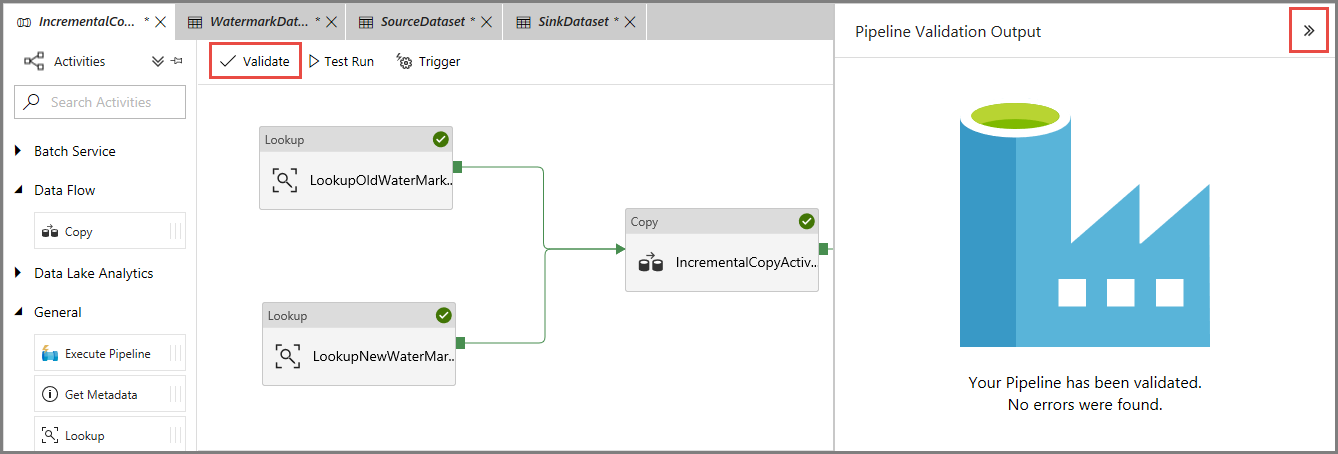 IncrementalCo... *
WatermarkDat... *
SourceDataset *
SinkDataset *
Activities
Search Activities
Batch Service
Data Flow
Copy
Data Lake Analytics
General
Execute Pipeline
Get Metadata
Lookup
Validate
Test Run
Trigger
Lookup
LookupOldWaterMark..
Lookup
LookupNewWaterMar..
Copy
IncrementalCopyActiv..
Pipeline Validation Output
Your Pipeline has been validated.
No errors were found.